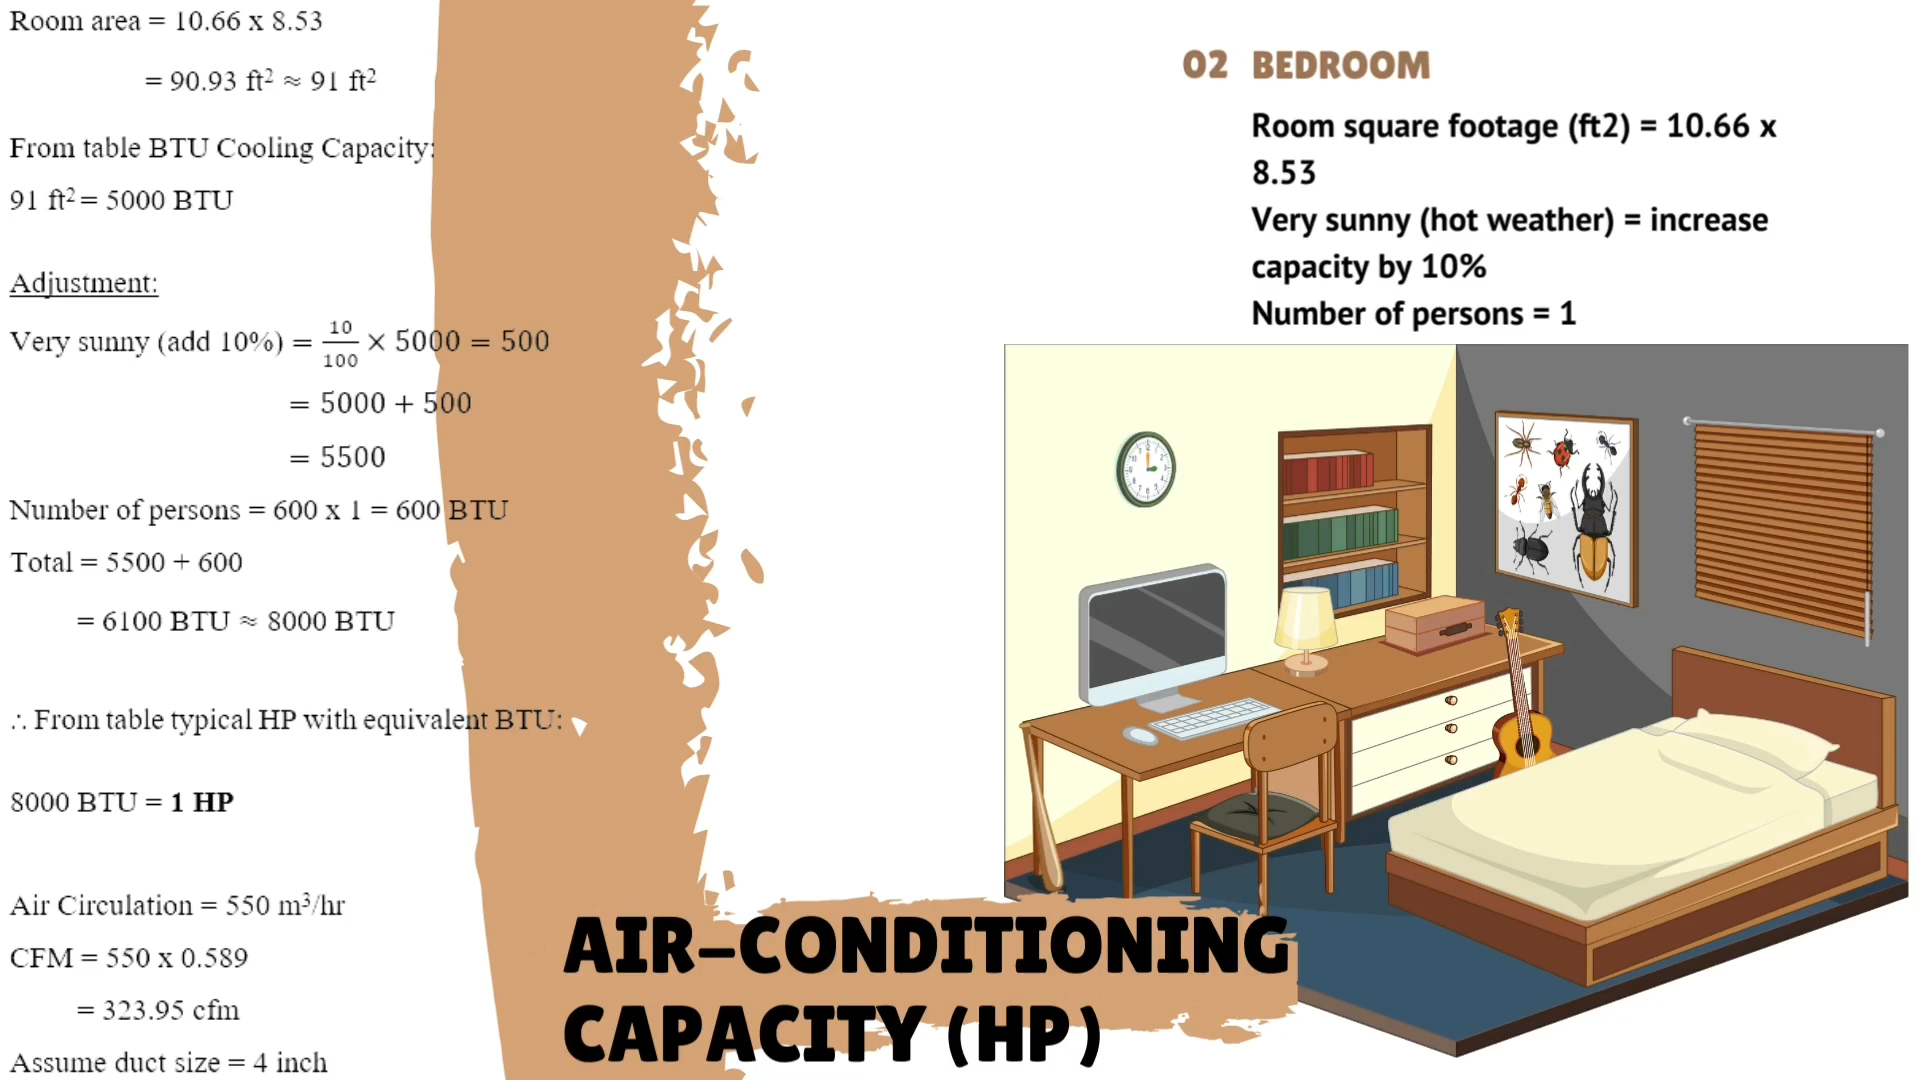 Room area = 10.66 x 8.53
= 90.93 ft² ≈ 91 ft²
From table BTU Cooling Capacity:
91 ft² = 5000 BTU
Adjustment:
Very sunny (add 10%) = 10/100 × 5000 = 500
= 5000 + 500
= 5500
Number of persons = 600 x 1 = 600 BTU
Total = 5500 + 600
= 6100 BTU ≈ 8000 BTU
∴ From table typical HP with equivalent BTU:
8000 BTU = 1 HP
Air Circulation = 550 m³/hr
CFM = 550 x 0.589
= 323.95 cfm
Assume duct size = 4 inch
02 BEDROOM
Room square footage (ft2) = 10.66 x
8.53
Very sunny (hot weather) = increase
capacity by 10%
Number of persons = 1
AIR-CONDITIONING
CAPACITY (HP)